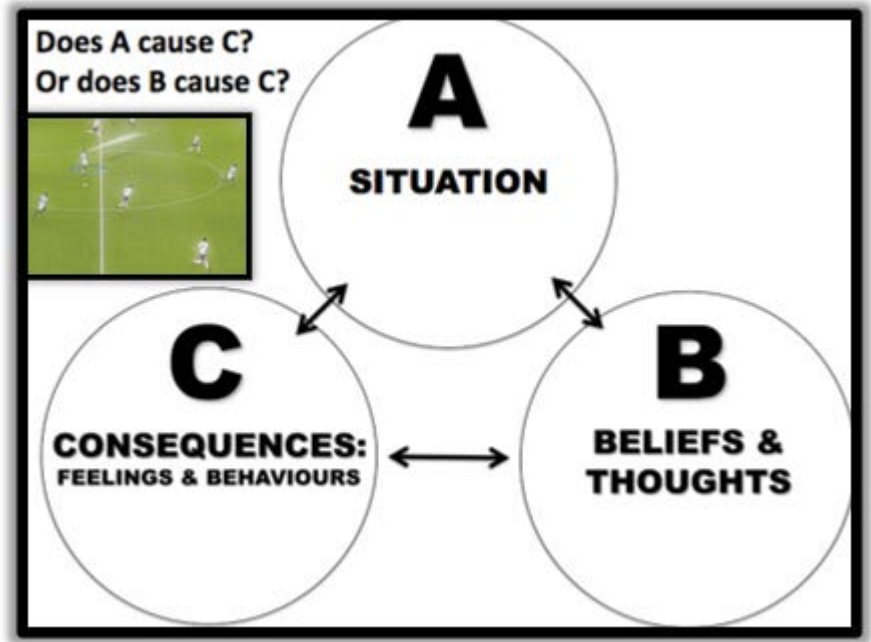 Does A cause C?
Or does B cause C?
A
SITUATION
C
CONSEQUENCES:
FEELINGS & BEHAVIOURS
B
BELIEFS &
THOUGHTS